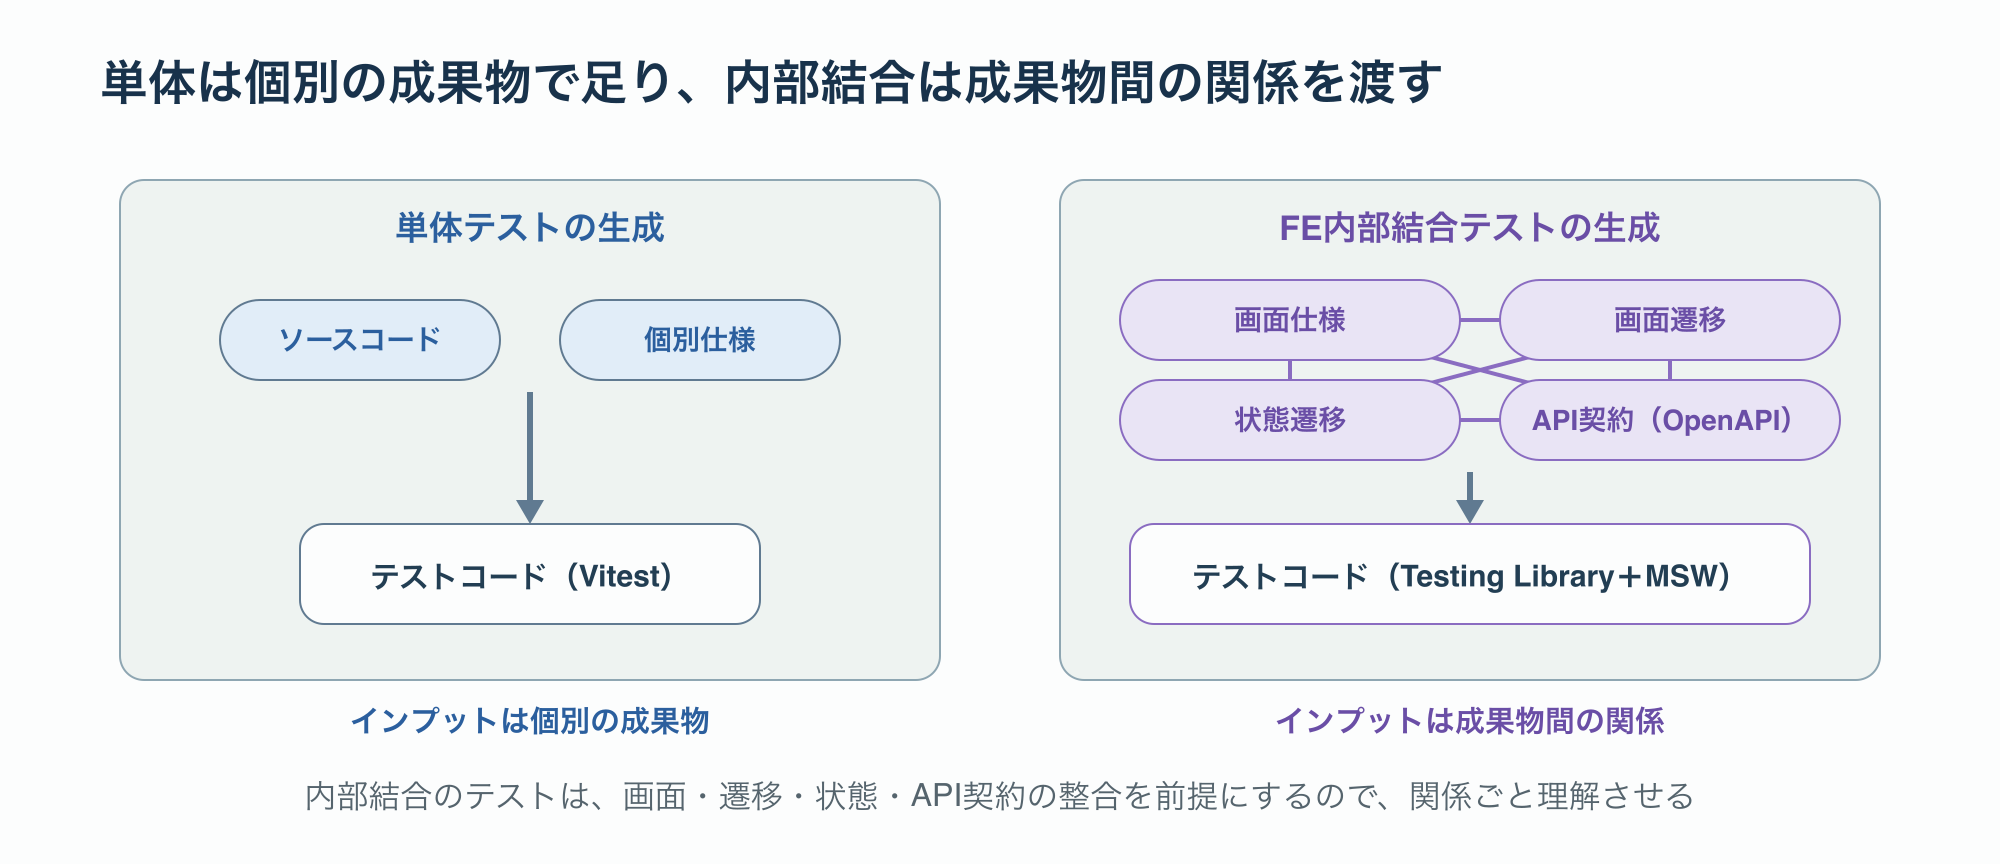 単体は個別の成果物で足り、内部結合は成果物間の関係を渡す
単体テストの生成
ソースコード
個別仕様
テストコード（Vitest）
インプットは個別の成果物
FE内部結合テストの生成
画面仕様
画面遷移
状態遷移
API契約（OpenAPI）
テストコード（Testing Library＋MSW）
インプットは成果物間の関係
内部結合のテストは、画面・遷移・状態・API契約の整合を前提にするので、関係ごと理解させる